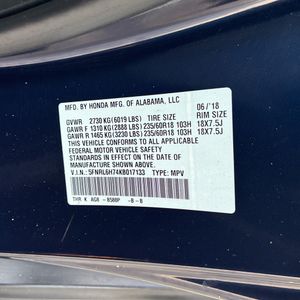 MFD. BY HONDA MFG. OF ALABAMA, LLC
06/'18
GVWR 2730 KG(6019 LBS) TIRE SIZE RIM SIZE
GAWR F 1310 KG(2888 LBS) 235/60R18 103H 18X7.5J
GAWR R 1465 KG(3230 LBS) 235/60R18 103H 18X7.5J
THIS VEHICLE CONFORMS TO ALL APPLICABLE
FEDERAL MOTOR VEHICLE SAFETY
STANDARDS IN EFFECT ON THE DATE OF
MANUFACTURE SHOWN ABOVE.
V.I.N.: 5FNRL6H74KB017133 TYPE: MPV
THR K AG8 -B-B